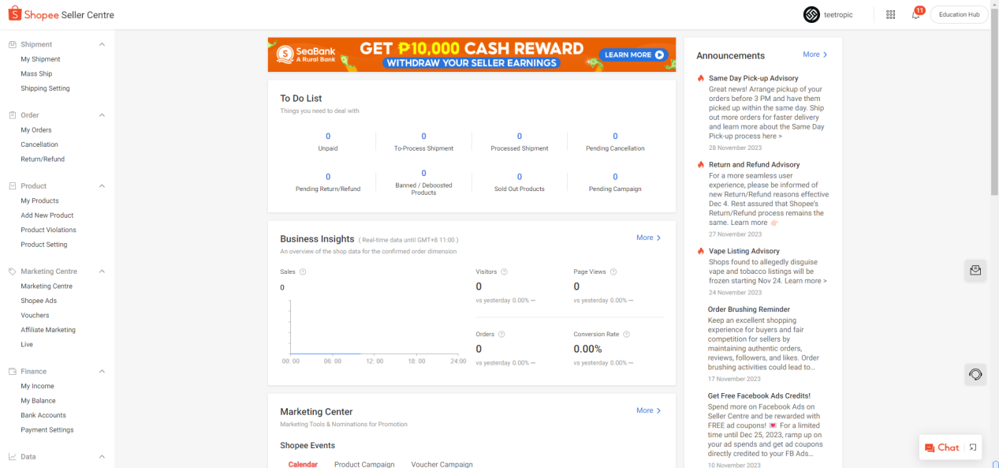 Shopee Seller Centre
teetropic
11
Education Hub
Shipment
My Shipment
Mass Ship
Shipping Setting
Order
My Orders
Cancellation
Return/Refund
Product
My Products
Add New Product
Product Violations
Product Setting
Marketing Centre
Marketing Centre
Shopee Ads
Vouchers
Affiliate Marketing
Live
Finance
My Income
My Balance
Bank Accounts
Payment Settings
Data
SeaBank
A Rural Bank
GET ₱10,000 CASH REWARD
WITHDRAW YOUR SELLER EARNINGS
LEARN MORE
To Do List
Things you need to deal with
0
Unpaid
0
To-Process Shipment
0
Processed Shipment
0
Pending Cancellation
0
Pending Return/Refund
0
Banned / Deboosted
Products
0
Sold Out Products
0
Pending Campaign
Business Insights ( Real-time data until GMT+8 11:00 )
More >
An overview of the shop data for the confirmed order dimension
Sales
0
00: 00 06: 00 12: 00 18: 00 24:00
Visitors
0
vs yesterday 0.00% –
Page Views
0
vs yesterday 0.00% –
Orders
0
vs yesterday 0.00% –
Conversion Rate
0.00%
vs yesterday 0.00% –
Marketing Center
More >
Marketing Tools & Nominations for Promotion
Shopee Events
Calendar Product Campaign Voucher Campaign
Announcements
More >
Same Day Pick-up Advisory
Great news! Arrange pickup of your
orders before 3 PM and have them
picked up within the same day. Ship
out more orders for faster delivery
and learn more about the Same Day
Pick-up process here >
28 November 2023
Return and Refund Advisory
For a more seamless user
experience, please be informed of
new Return/Refund reasons effective
Dec 4. Rest assured that Shopee's
Return/Refund process remains the
same. Learn more 👉🏻
27 November 2023
Vape Listing Advisory
Shops found to allegedly disguise
vape and tobacco listings will be
frozen starting Nov 24. Learn more >
24 November 2023
Order Brushing Reminder
Keep an excellent shopping
experience for buyers and fair
competition for sellers by
maintaining authentic orders,
reviews, followers, and likes. Order
brushing activities could lead to...
17 November 2023
Get Free Facebook Ads Credits!
Spend more on Facebook Ads on
Seller Centre and be rewarded with
FREE ad coupons! 💌 For a limited
time until Dec 25, 2023, ramp up on
your ad spends and get ad coupons
directly credited to your FB Ads...
10 November 2023
Chat